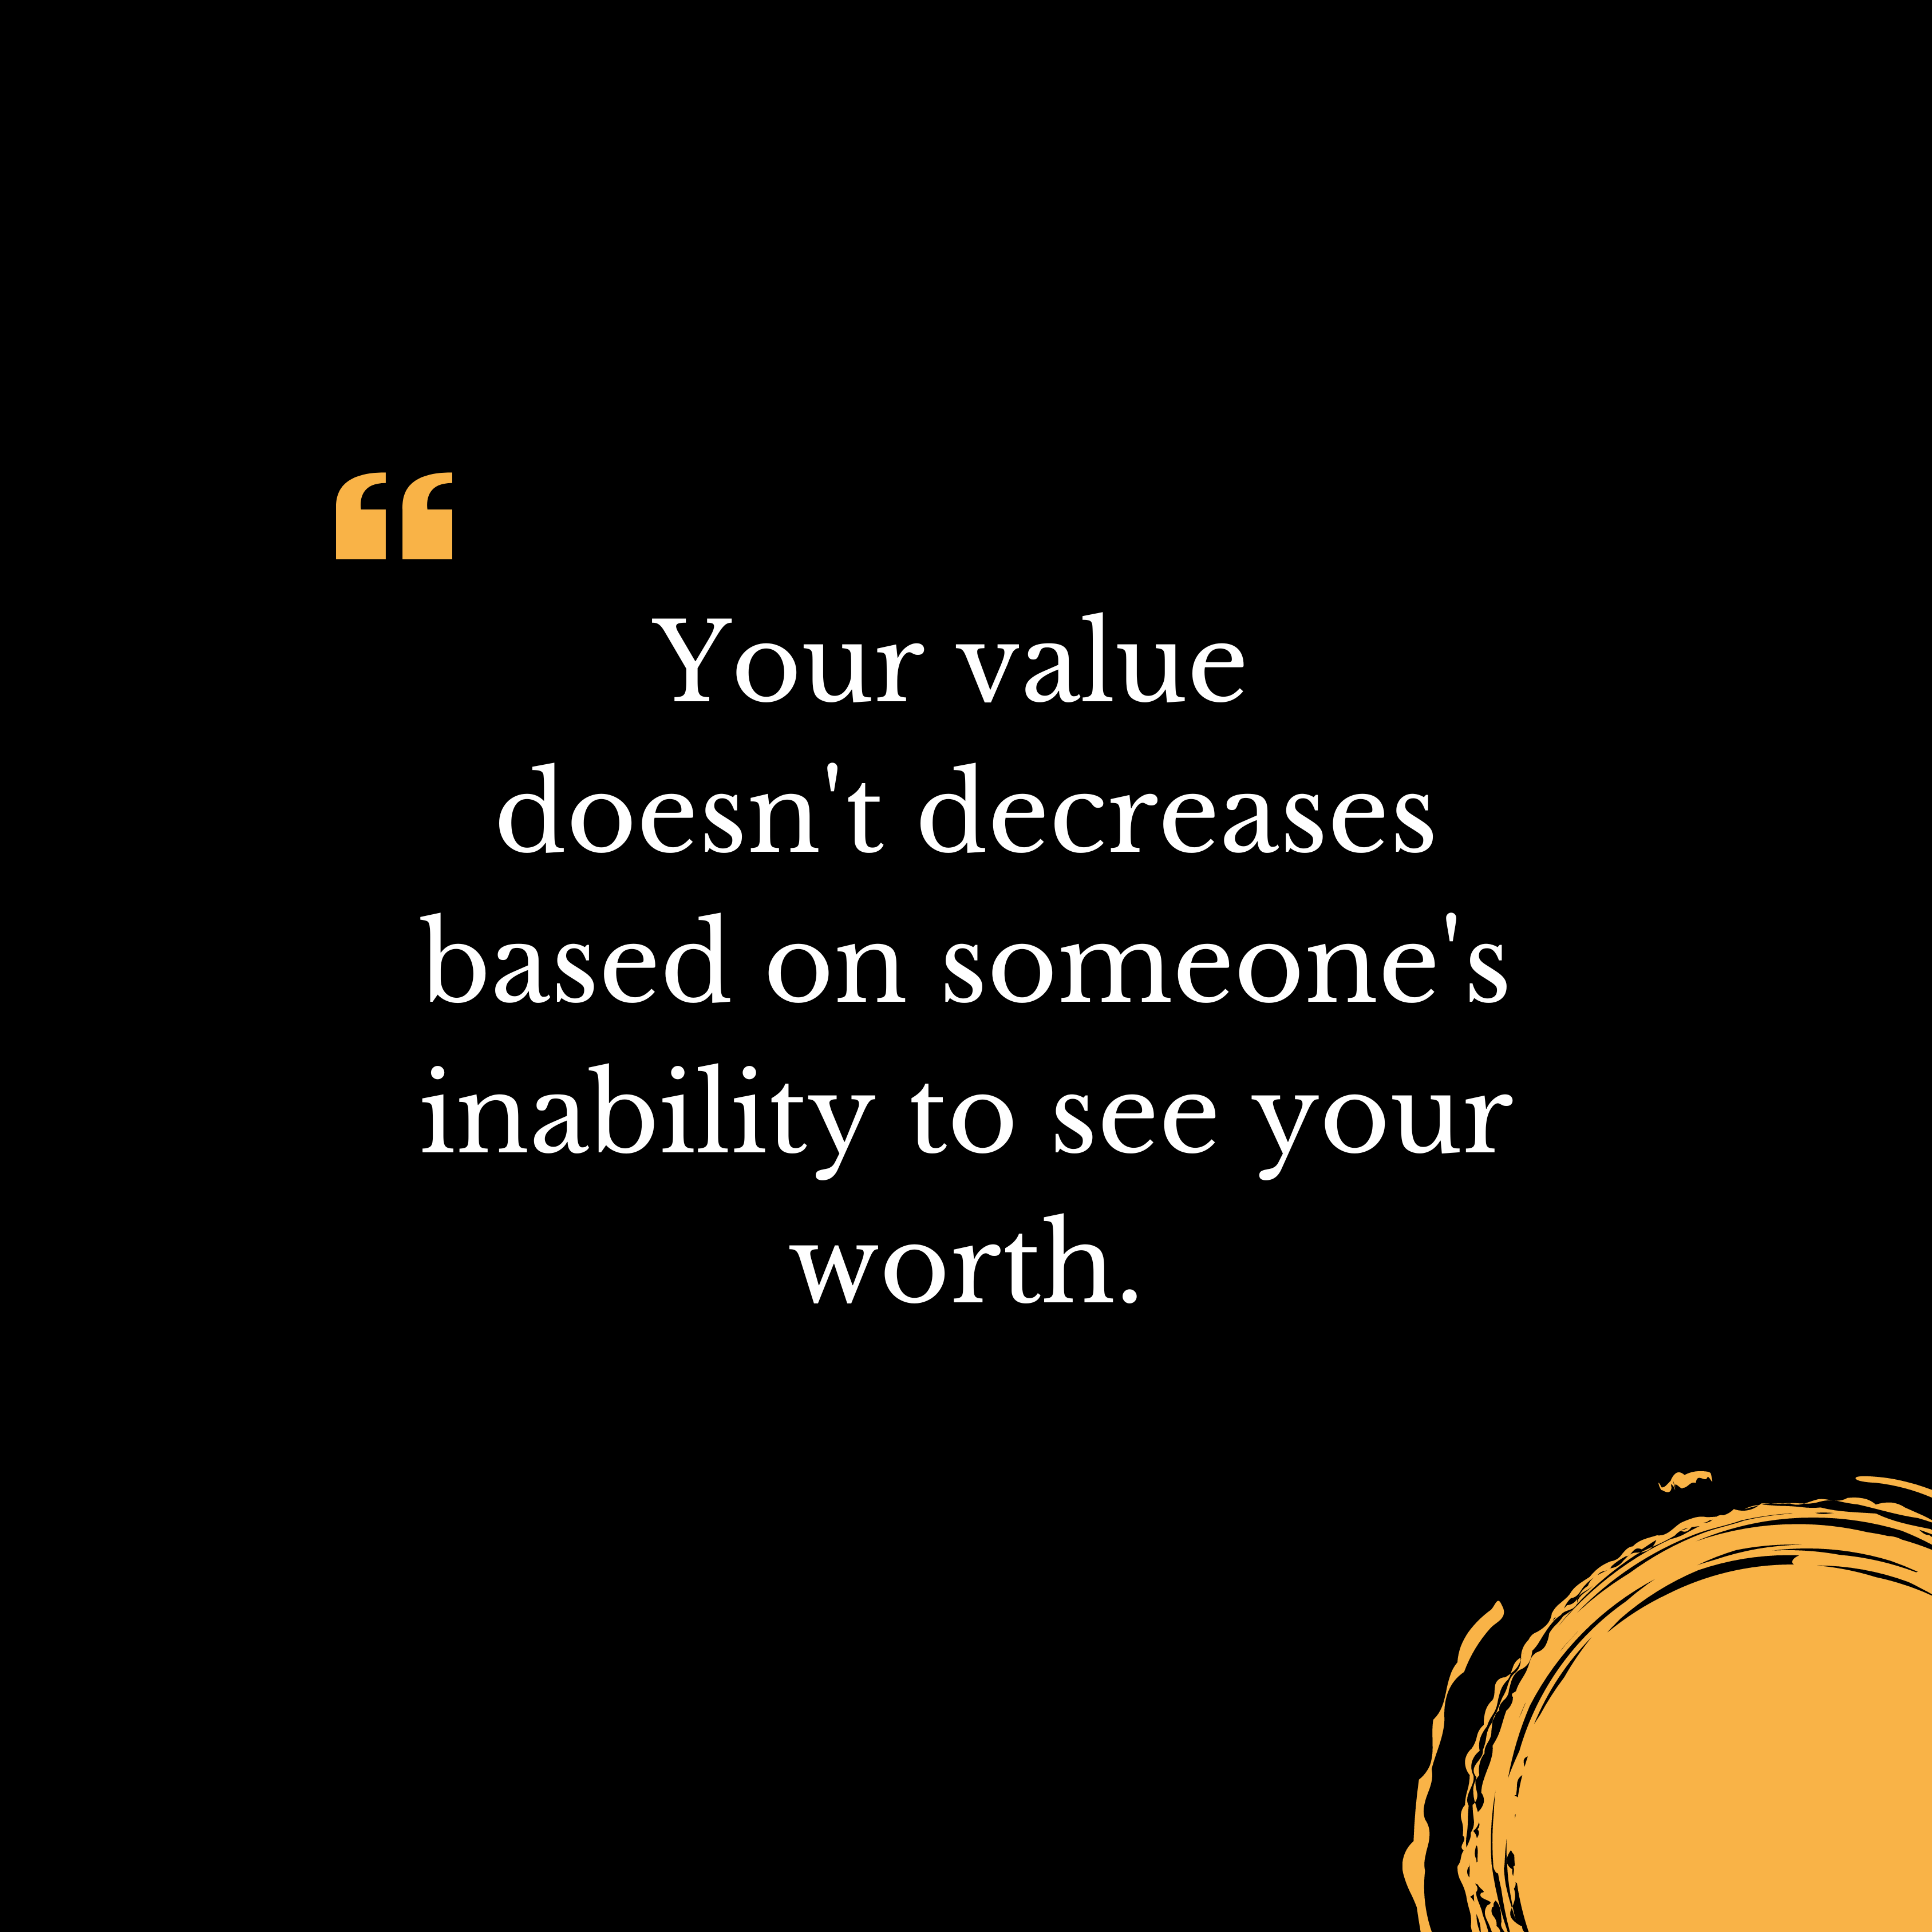 “
Your value
doesn't decreases
based on someone's
inability to see your
worth.